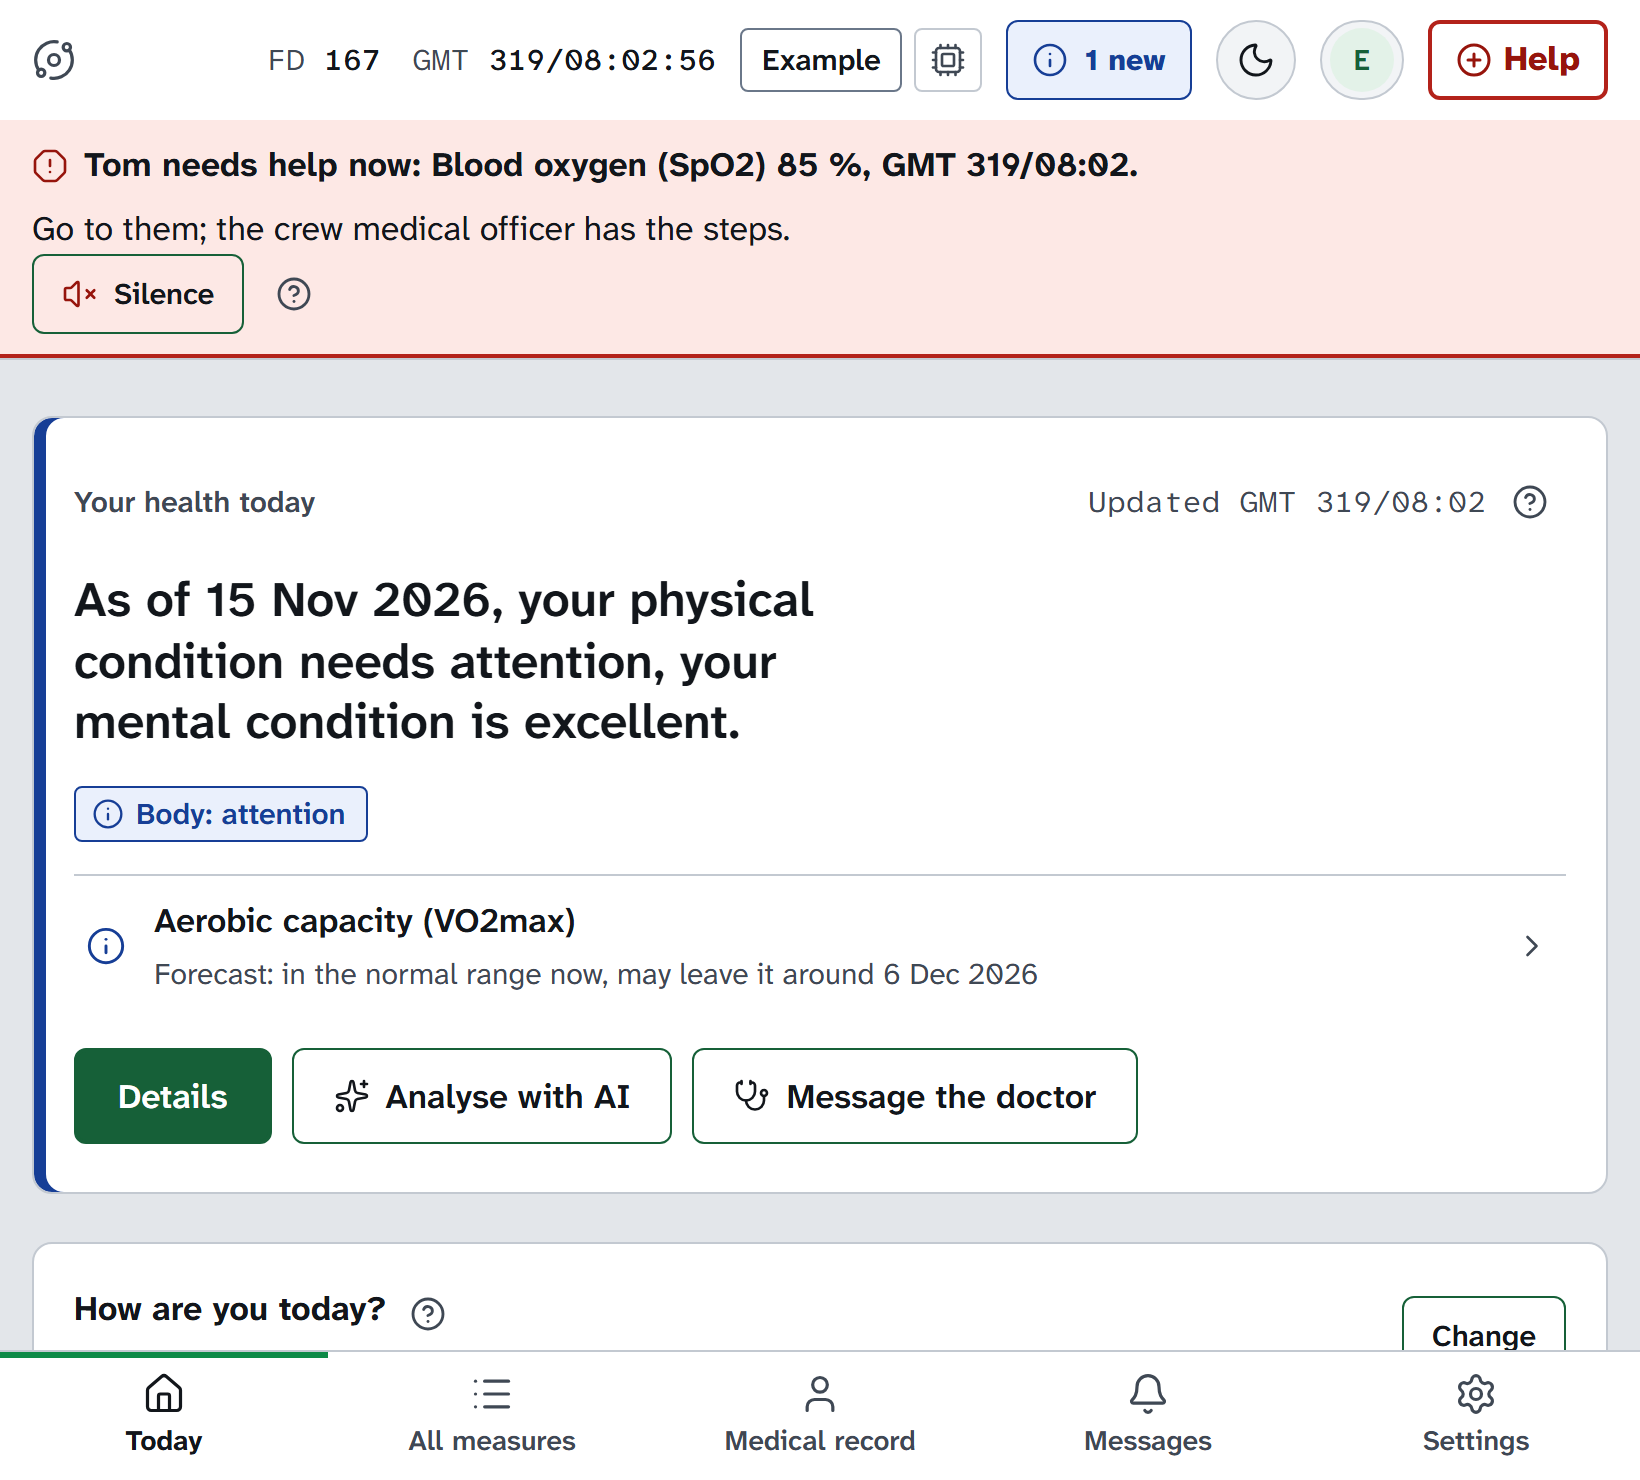 FD 167 GMT 319/08:02:56 Example 1 new E Help
Tom needs help now: Blood oxygen (SpO2) 85 %, GMT 319/08:02.
Go to them; the crew medical officer has the steps.
Silence
Your health today
Updated GMT 319/08:02
As of 15 Nov 2026, your physical
condition needs attention, your
mental condition is excellent.
Body: attention
Aerobic capacity (VO2max)
Forecast: in the normal range now, may leave it around 6 Dec 2026
Details
Analyse with AI
Message the doctor
How are you today?
Change
Today
All measures
Medical record
Messages
Settings